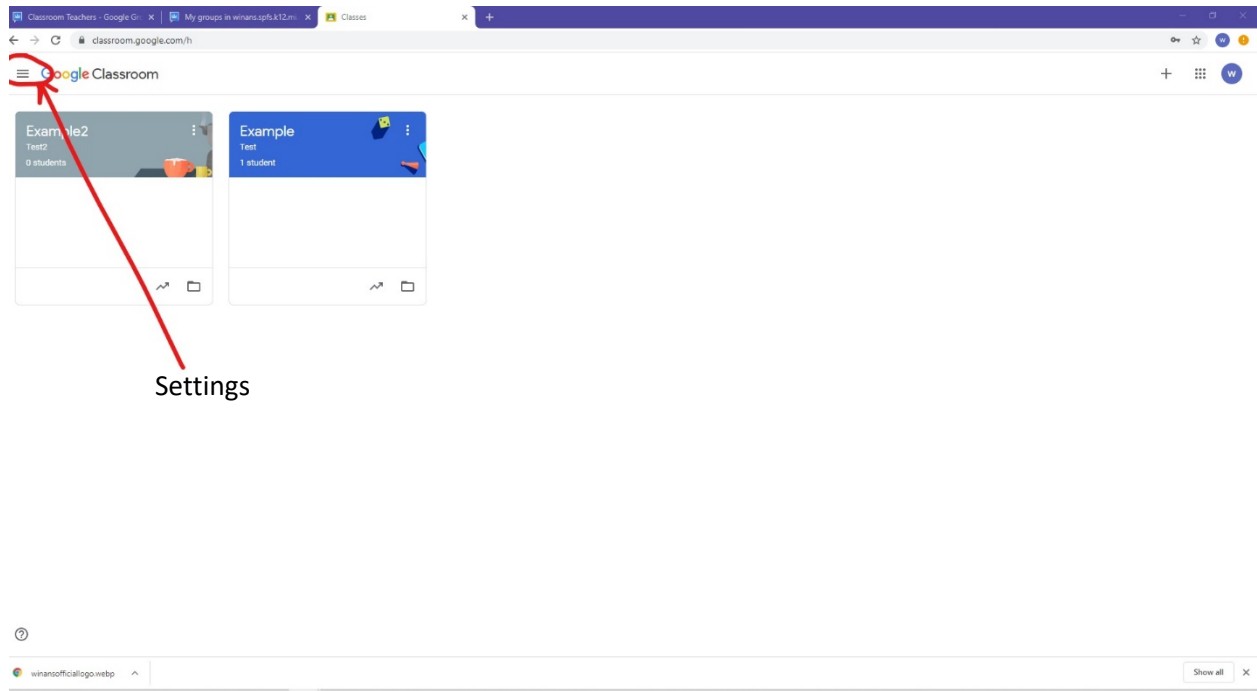 Classroom Teachers - Google Gr
My groups in winans.spfs.k12.m
Classes
classroom.google.com/h
W
Google Classroom
W
Example2
Test2
0 students
Example
Test
1 student
Settings
winansofficiallogo.webp
Show all